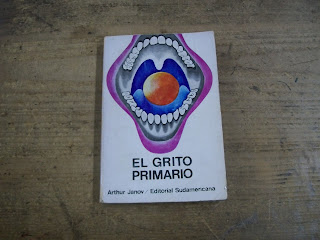 EL GRITO
PRIMARIO
Arthur Janov - Editorial Sudamericana